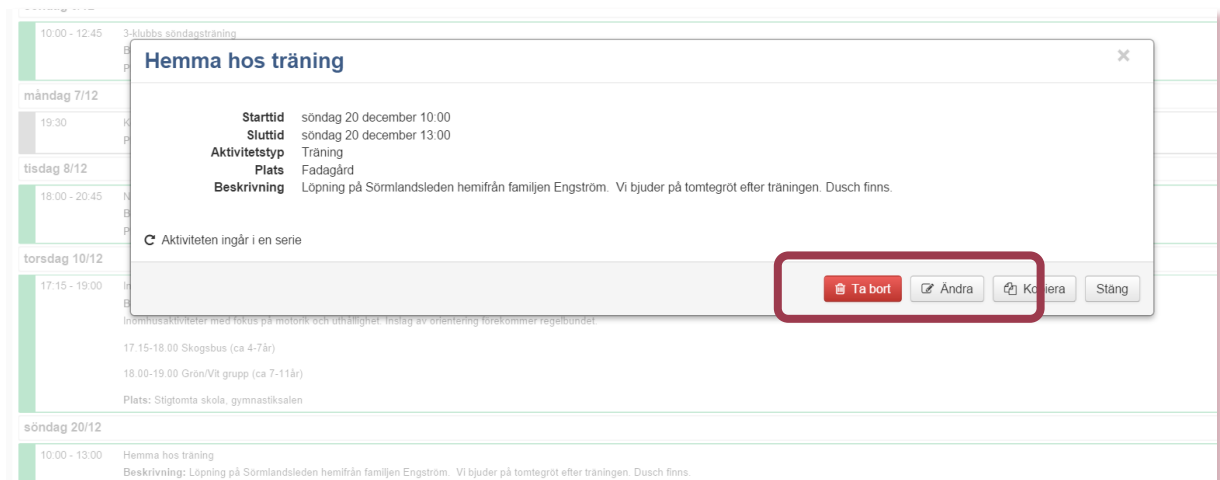 10:00 - 12:45 3-klubbs söndagsträning
Hemma hos träning
×
måndag 7/12
19:30
Starttid söndag 20 december 10:00
Sluttid söndag 20 december 13:00
Aktivitetstyp Träning
Plats Fadagård
Beskrivning Löpning på Sörmlandsleden hemifrån familjen Engström. Vi bjuder på tomtegröt efter träningen. Dusch finns.
tisdag 8/12
18:00 - 20:45
Aktiviteten ingår i en serie
torsdag 10/12
17:15 - 19:00
Ta bort Ändra Kopiera Stäng
Inomhusaktiviteter med fokus på motorik och uthållighet. Inslag av orientering förekommer regelbundet.
17.15-18.00 Skogsbus (ca 4-7år)
18.00-19.00 Grön/Vit grupp (ca 7-11år)
Plats: Stigtomta skola, gymnastiksalen
söndag 20/12
10:00 - 13:00 Hemma hos träning
Beskrivning: Löpning på Sörmlandsleden hemifrån familjen Engström. Vi bjuder på tomtegröt efter träningen. Dusch finns.